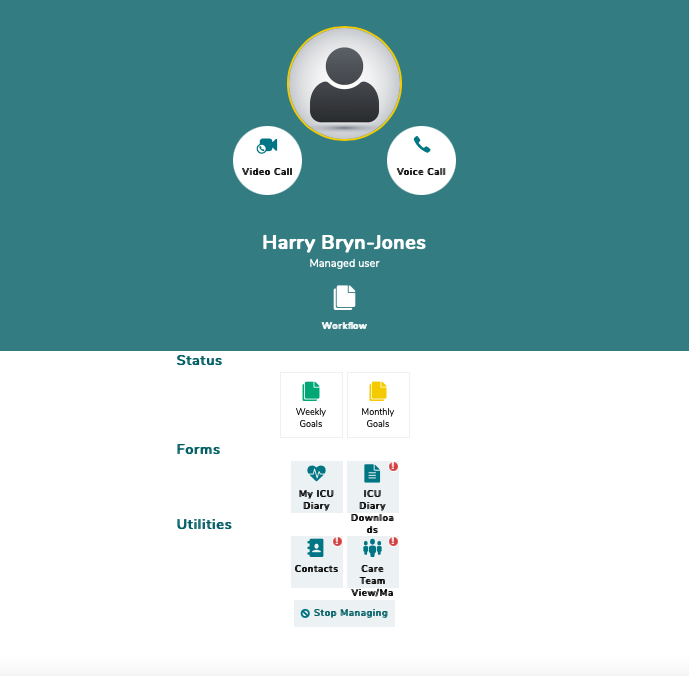 Video Call
Voice Call
Harry Bryn-Jones
Managed user
Workflow
Status
Weekly
Goals
Monthly
Goals
Forms
My ICU
Diary
ICU
Diary
Downloa
ds
Utilities
Contacts
Care
Team
View/Ma
Stop Managing